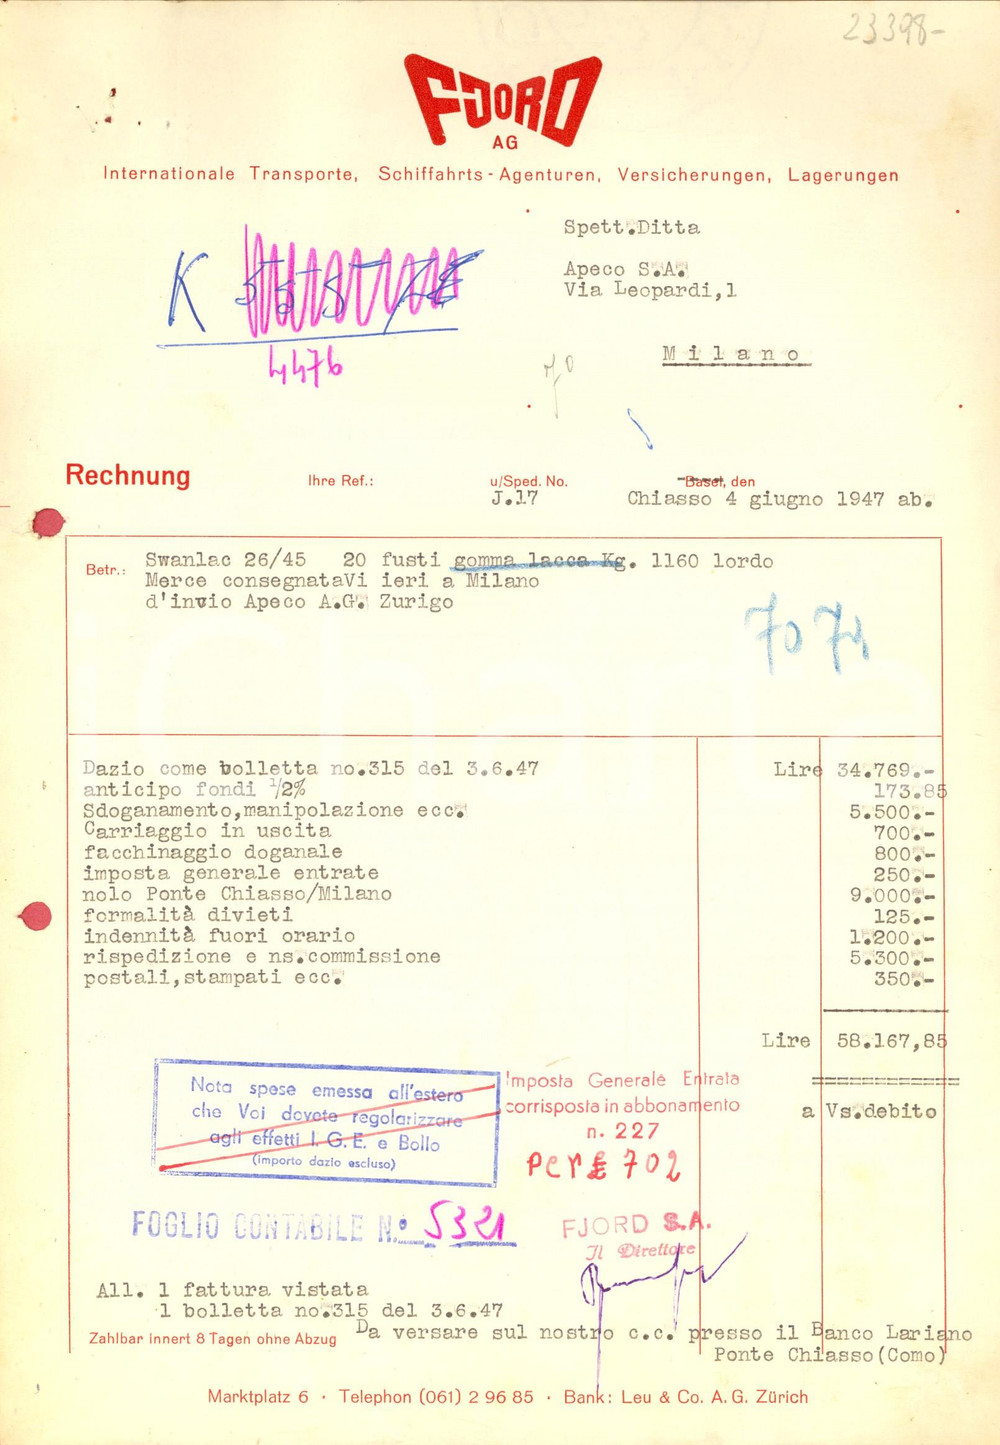 23398-
FJORD
AG
Internationale Transporte, Schiffahrts-Agenturen, Versicherungen, Lagerungen
Spett.Ditta
Apeco S.A.
Via Leopardi,1
Milano
K
4476
Rechnung
Ihre Ref.:
u/Sped. No.
J.17
Basel, den
Chiasso 4 giugno 1947 ab.
Betr.: Swanlac 26/45 20 fusti gomma lacca Kg. 1160 lordo
Merce consegnataVi ieri a Milano
d'invio Apeco A.G. Zurigo
7074
Dazio come bolletta no.315 del 3.6.47 Lire 34.769.-
anticipo fondi 1/2% 173.85
Sdoganamento,manipolazione ecc. 5.500.-
Carriaggio in uscita 700.-
facchinaggio doganale 800.-
imposta generale entrate 250.-
nolo Ponte Chiasso/Milano 9.000.-
formalità divieti 125.-
indennità fuori orario 1.200.-
rispedizione e ns.commissione 5.300.-
postali,stampati ecc. 350.-
Lire 58.167,85
a Vs.debito
Nota spese emessa all'estero
che Voi dovete regolarizzare
agli effetti I. G. E. e Bollo
(importo dazio escluso)
Imposta Generale Entrata
corrisposta in abbonamento
n. 227
per £ 702
FOGLIO CONTABILE N.° 5321
FJORD S.A.
Il Direttore
All. 1 fattura vistata
1 bolletta no.315 del 3.6.47
Zahlbar innert 8 Tagen ohne Abzug
Da versare sul nostro c.c. presso il Banco Lariano
Ponte Chiasso(Como)
Marktplatz 6 · Telephon (061) 2 96 85 · Bank: Leu & Co. A. G. Zürich